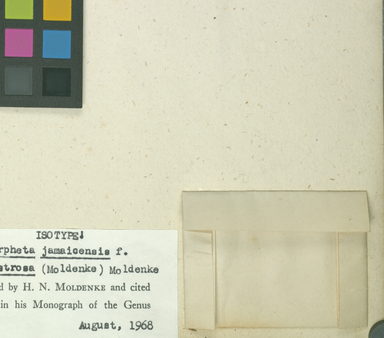 ISOTYPE!
rpheta jamaicensis f.
strosa (Moldenke) Moldenke
d by H. N. MOLDENKE and cited
in his Monograph of the Genus
August, 1968